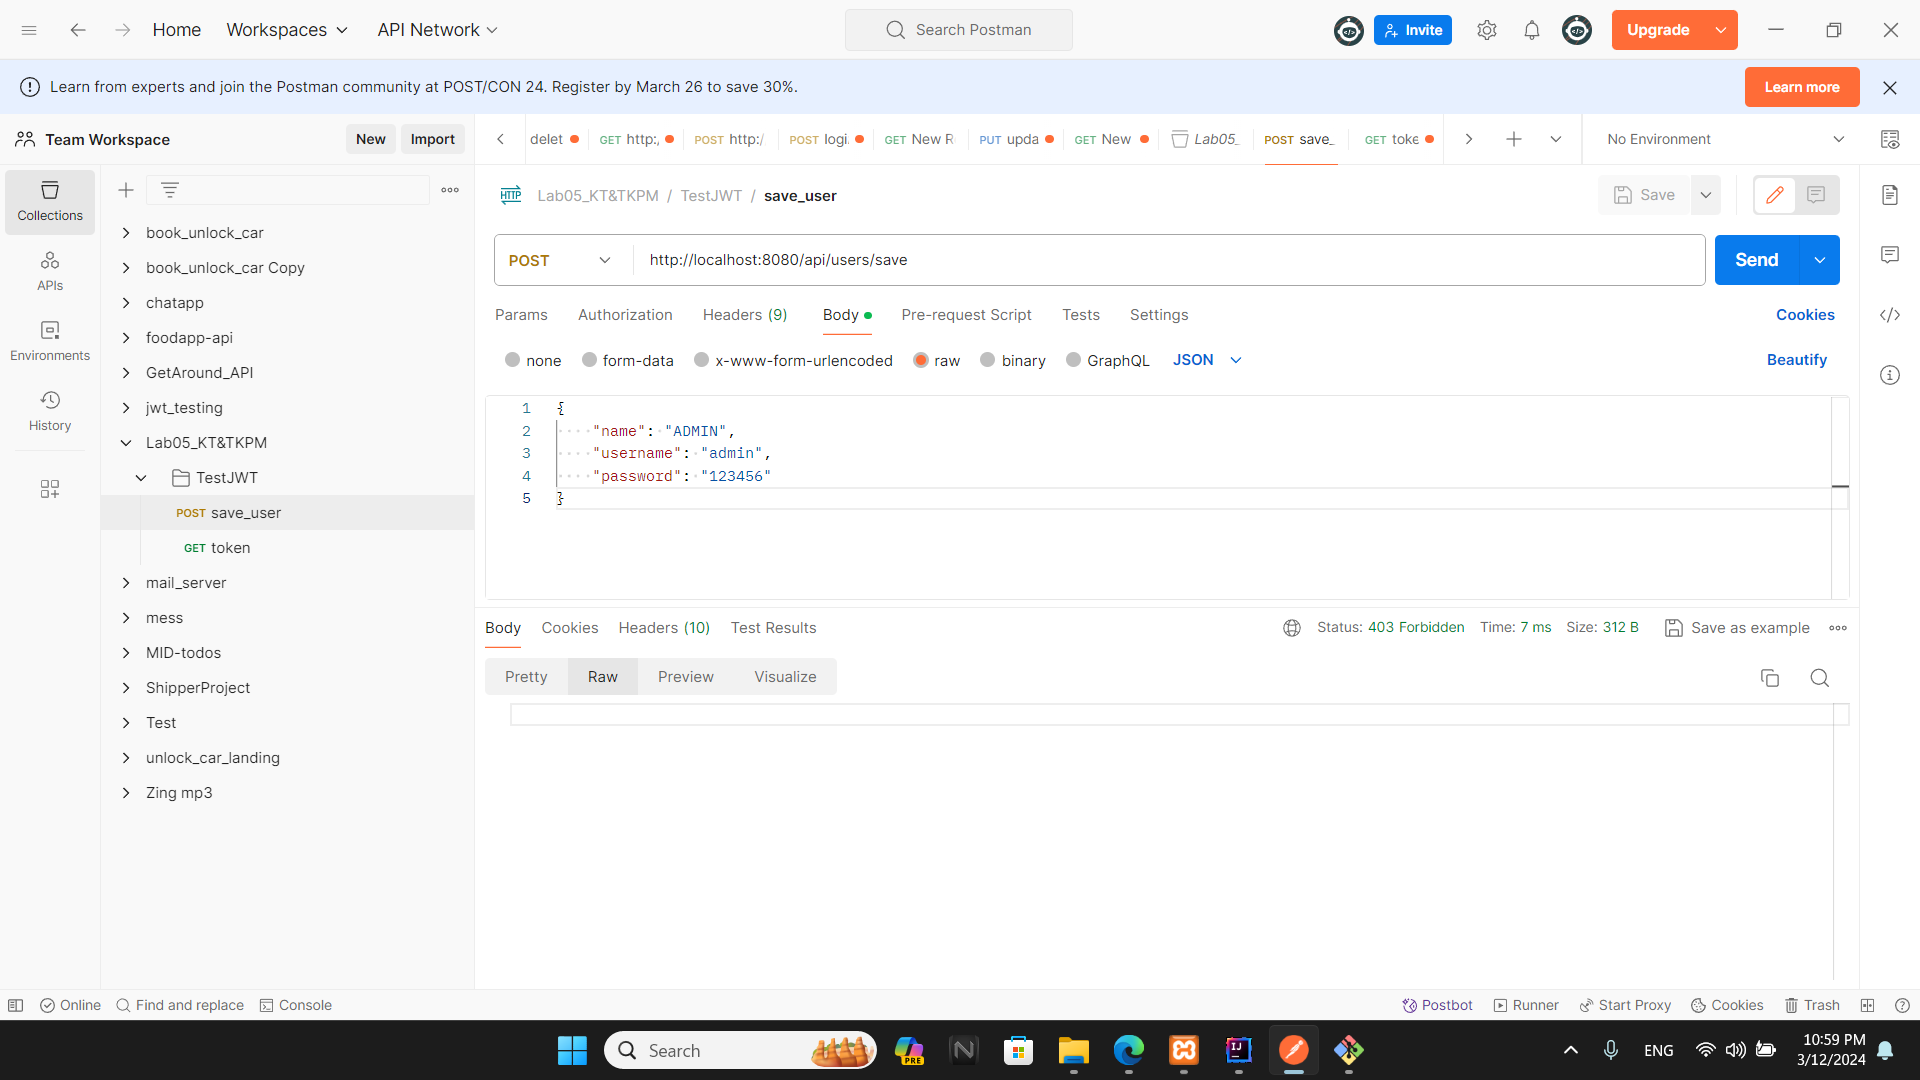 Home
Workspaces
API Network
Search Postman
Invite
Upgrade
Learn from experts and join the Postman community at POST/CON 24. Register by March 26 to save 30%.
Learn more
Team Workspace
New
Import
delet
GET http:,
POST http:/
POST logi.
GET New R
PUT upda
GET New
Lab05_
POST save_
GET toke
No Environment
Collections
APIs
Environments
History
book_unlock_car
book_unlock_car Copy
chatapp
foodapp-api
GetAround_API
jwt_testing
Lab05_KT&TKPM
TestJWT
POST save_user
GET token
mail_server
mess
MID-todos
ShipperProject
Test
unlock_car_landing
Zing mp3
HTTP
Lab05_KT&TKPM / TestJWT / save_user
Save
POST
http://localhost:8080/api/users/save
Send
Params
Authorization
Headers (9)
Body
Pre-request Script
Tests
Settings
Cookies
none
form-data
x-www-form-urlencoded
raw
binary
GraphQL
JSON
Beautify
1 {
2 "name": "ADMIN",
3 "username": "admin",
4 "password": "123456"
5 }
Body
Cookies
Headers (10)
Test Results
Status: 403 Forbidden
Time: 7 ms
Size: 312 B
Save as example
Pretty
Raw
Preview
Visualize
Online
Find and replace
Console
Postbot
Runner
Start Proxy
Cookies
Trash
Search
PRE
IJ
ENG
10:59 PM
3/12/2024